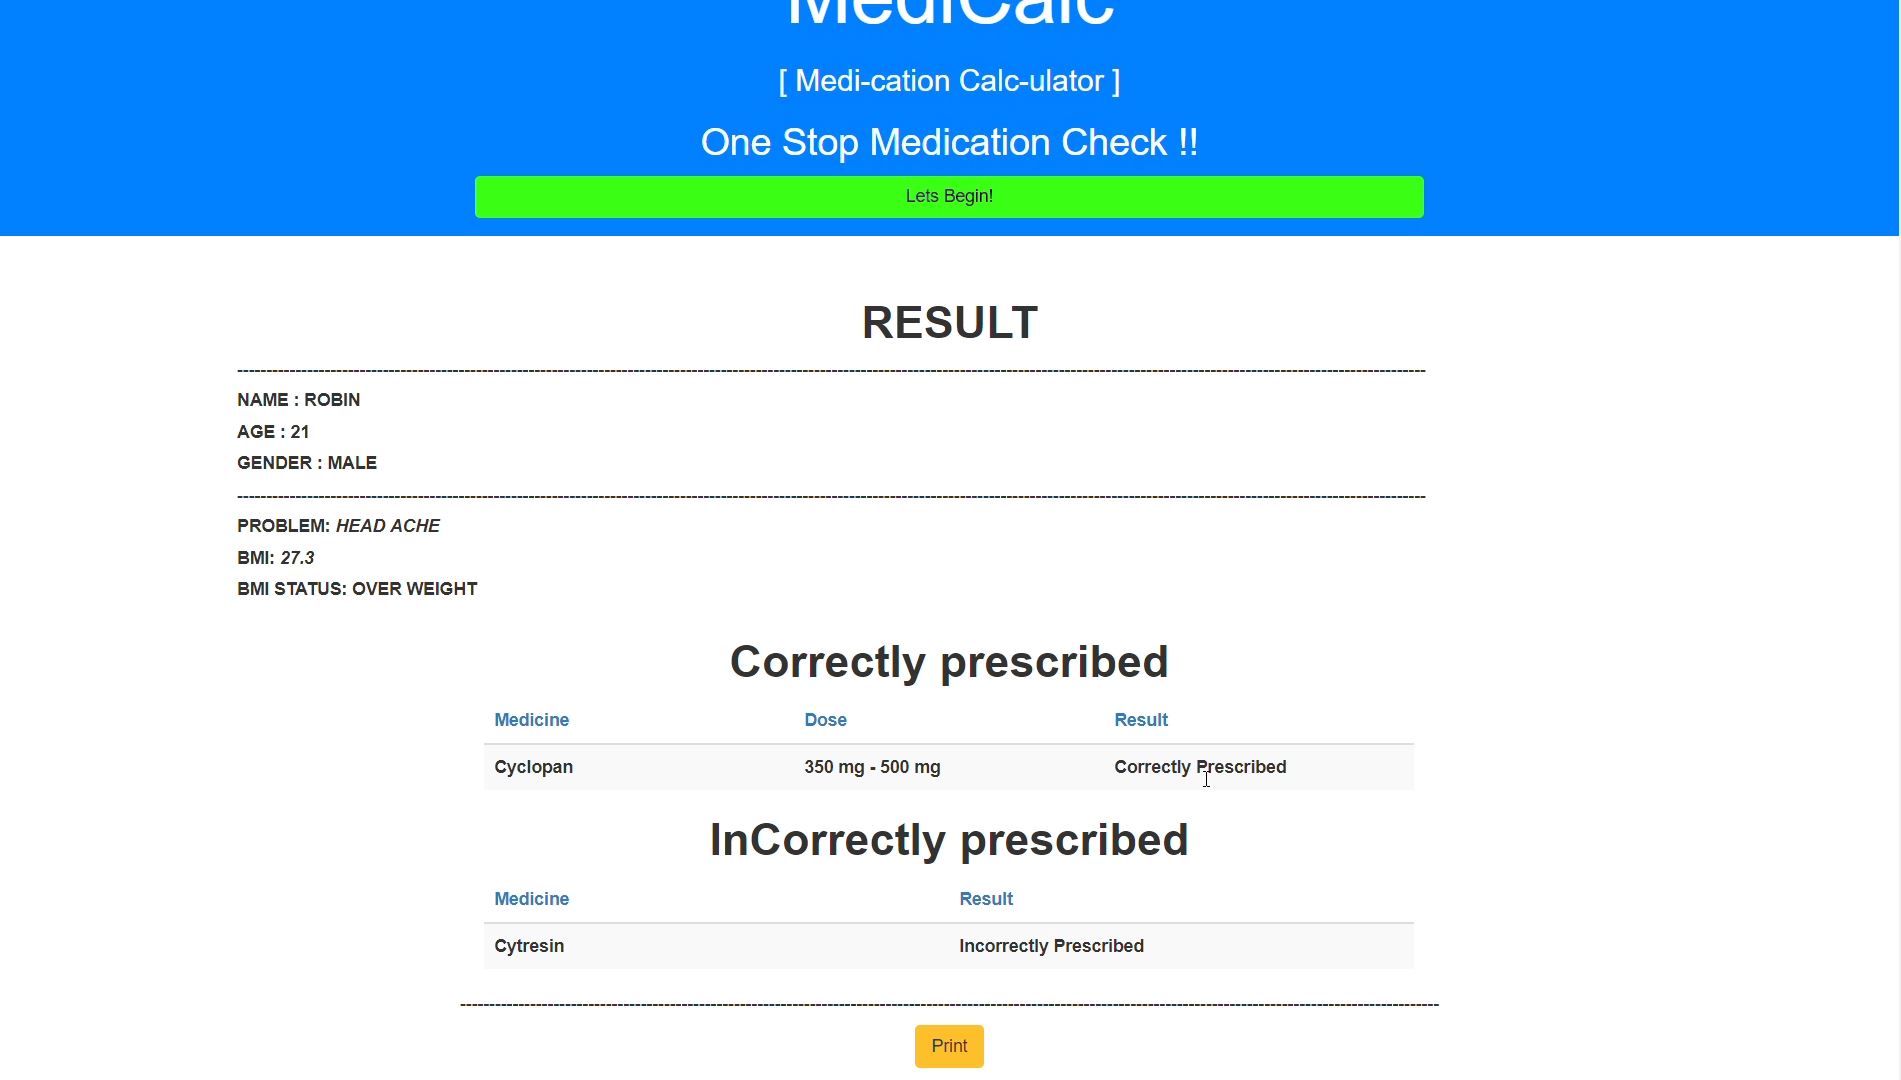 MediCalc
[ Medi-cation Calc-ulator ]
One Stop Medication Check !!
Lets Begin!
RESULT
NAME : ROBIN
AGE : 21
GENDER : MALE
PROBLEM: HEAD ACHE
BMI: 27.3
BMI STATUS: OVER WEIGHT
Correctly prescribed
Medicine Dose Result
Cyclopan 350 mg - 500 mg Correctly Prescribed
InCorrectly prescribed
Medicine Result
Cytresin Incorrectly Prescribed
Print